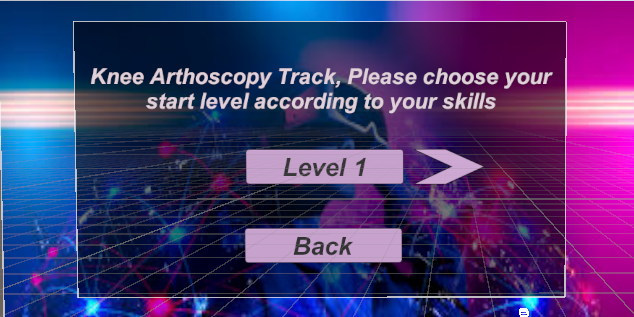 Knee Arthoscopy Track, Please choose your
start level according to your skills
Level 1
Back